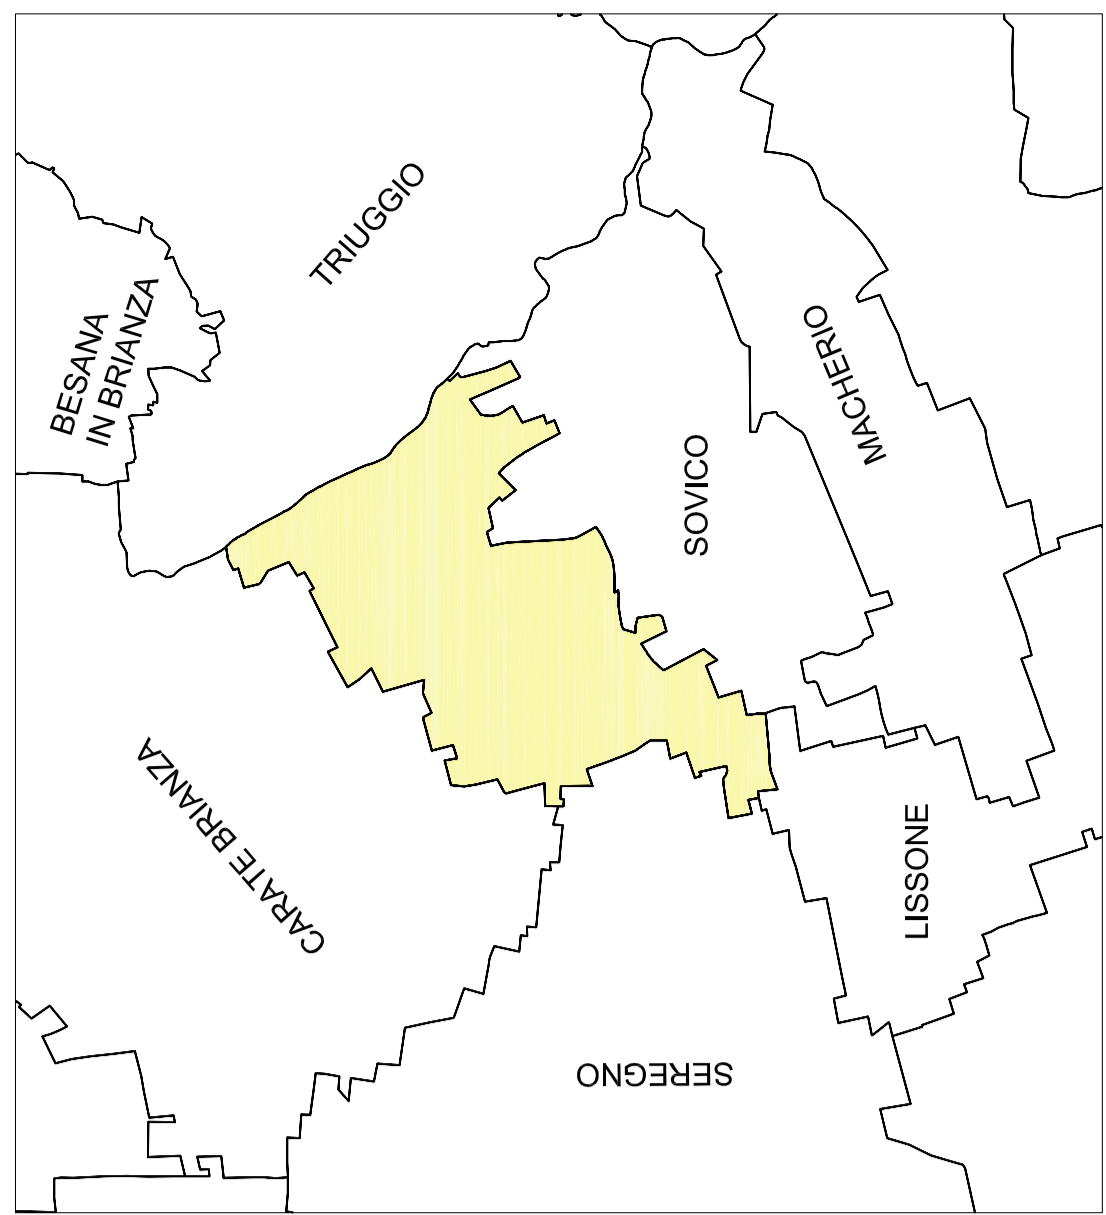 TRIUGGIO
BESANA
IN BRIANZA
MACHERIO
SOVICO
CARATE BRIANZA
LISSONE
SEREGNO